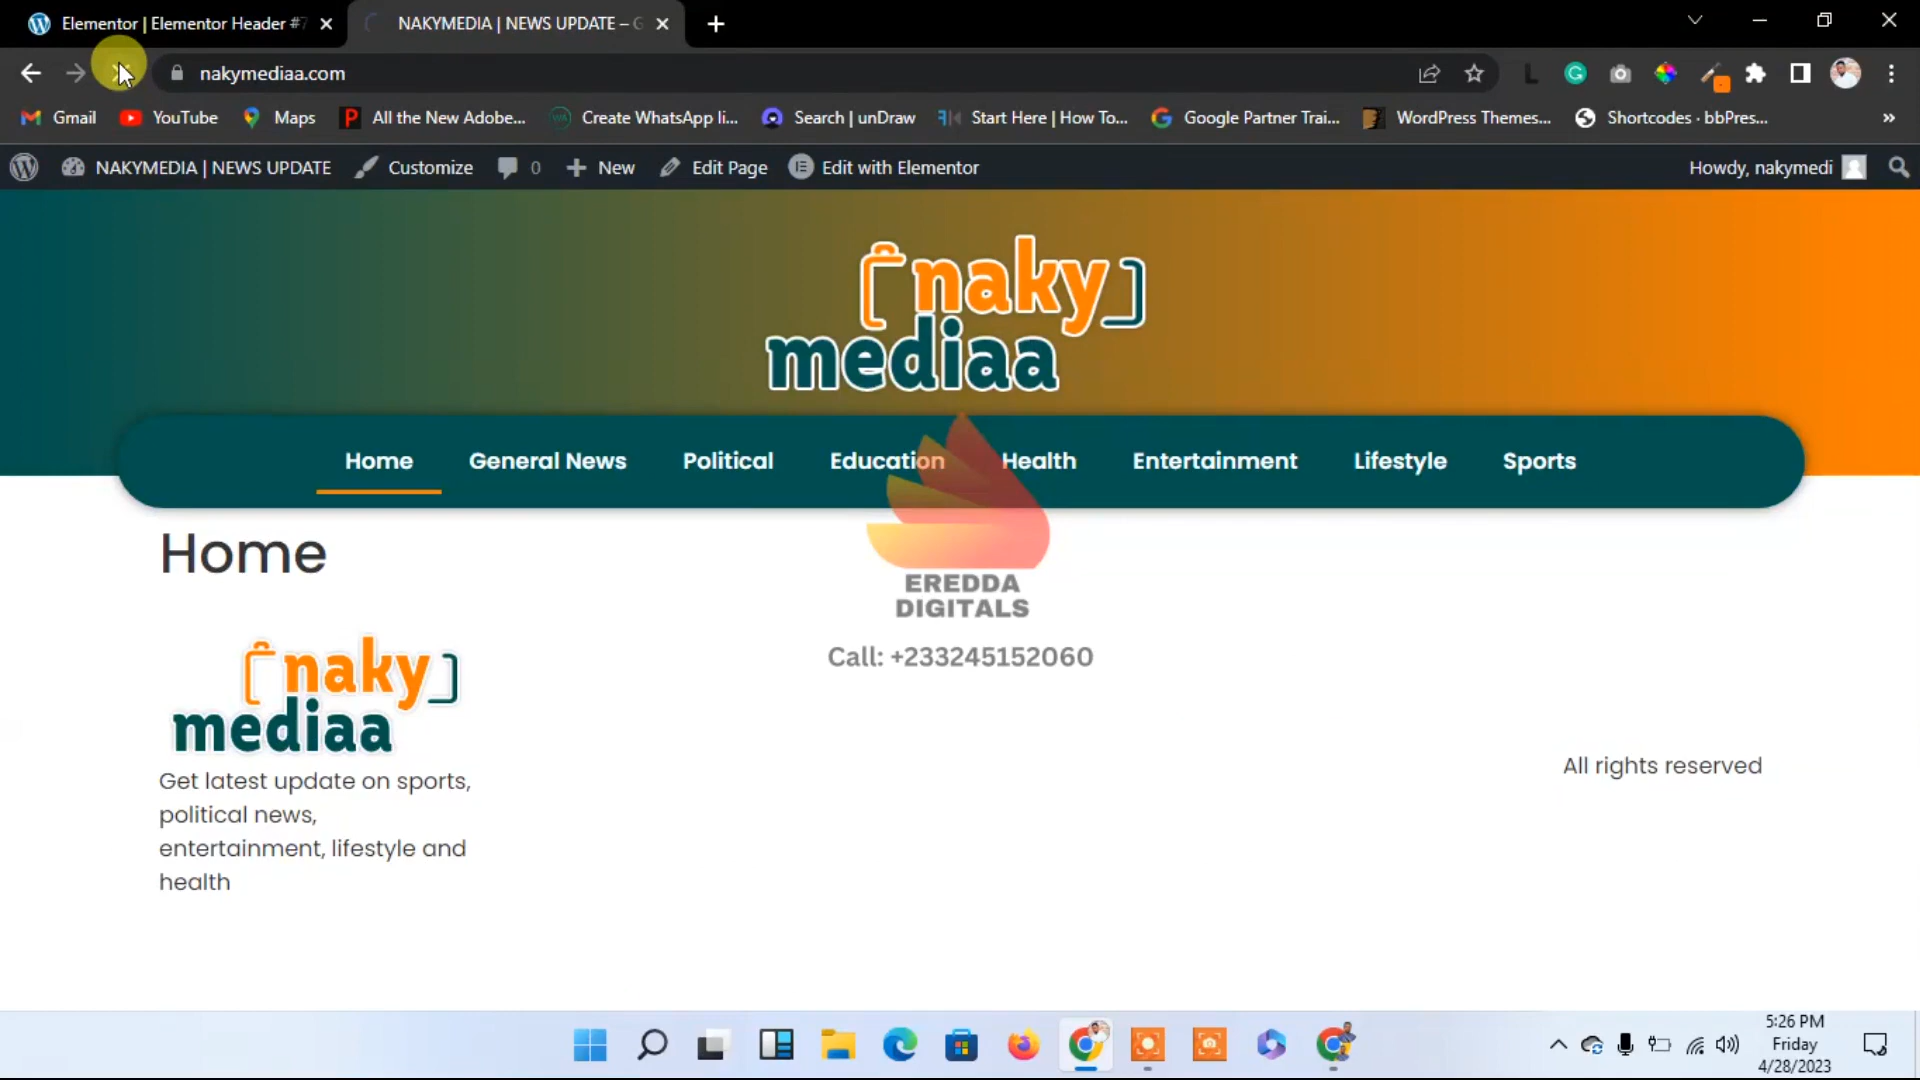 Elementor | Elementor Header #7
NAKYMEDIA | NEWS UPDATE – G
nakymediaa.com
Gmail YouTube Maps All the New Adobe... Create WhatsApp li... Search | unDraw Start Here | How To... Google Partner Trai... WordPress Themes... Shortcodes · bbPres... »
NAKYMEDIA | NEWS UPDATE Customize 0 New Edit Page Edit with Elementor Howdy, nakymedi
naky
mediaa
Home General News Political Education Health Entertainment Lifestyle Sports
Home
EREDDA
DIGITALS
Call: +233245152060
naky
mediaa
Get latest update on sports,
political news,
entertainment, lifestyle and
health
All rights reserved
5:26 PM
Friday
4/28/2023